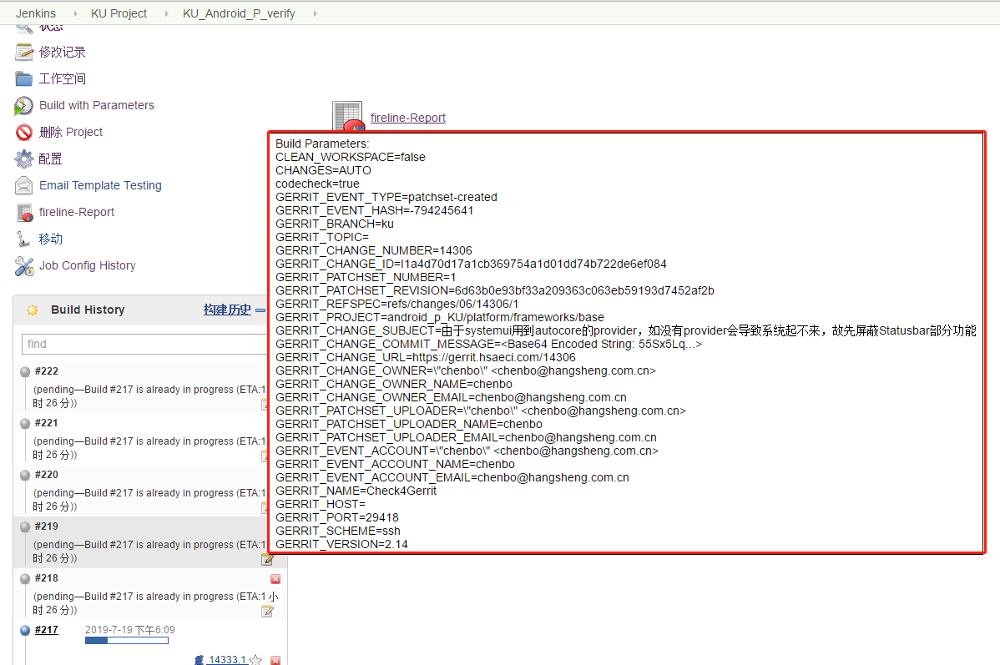 Jenkins KU Project KU_Android_P_verify
状态
修改记录
工作空间
Build with Parameters
删除 Project
配置
Email Template Testing
fireline-Report
移动
Job Config History
fireline-Report
Build Parameters:
CLEAN_WORKSPACE=false
CHANGES=AUTO
codecheck=true
GERRIT_EVENT_TYPE=patchset-created
GERRIT_EVENT_HASH=-794245641
GERRIT_BRANCH=ku
GERRIT_TOPIC=
GERRIT_CHANGE_NUMBER=14306
GERRIT_CHANGE_ID=I1a4d70d17a1cb369754a1d01dd74b722de6ef084
GERRIT_PATCHSET_NUMBER=1
GERRIT_PATCHSET_REVISION=6d63b0e93bf33a209363c063eb59193d7452af2b
GERRIT_REFSPEC=refs/changes/06/14306/1
GERRIT_PROJECT=android_p_KU/platform/frameworks/base
GERRIT_CHANGE_SUBJECT=由于systemui用到autocore的provider，如没有provider会导致系统起不来，故先屏蔽Statusbar部分功能
GERRIT_CHANGE_COMMIT_MESSAGE=<Base64 Encoded String: 55Sx5Lq...>
GERRIT_CHANGE_URL=https://gerrit.hsaeci.com/14306
GERRIT_CHANGE_OWNER=\"chenbo\" <chenbo@hangsheng.com.cn>
GERRIT_CHANGE_OWNER_NAME=chenbo
GERRIT_CHANGE_OWNER_EMAIL=chenbo@hangsheng.com.cn
GERRIT_PATCHSET_UPLOADER=\"chenbo\" <chenbo@hangsheng.com.cn>
GERRIT_PATCHSET_UPLOADER_NAME=chenbo
GERRIT_PATCHSET_UPLOADER_EMAIL=chenbo@hangsheng.com.cn
GERRIT_EVENT_ACCOUNT=\"chenbo\" <chenbo@hangsheng.com.cn>
GERRIT_EVENT_ACCOUNT_NAME=chenbo
GERRIT_EVENT_ACCOUNT_EMAIL=chenbo@hangsheng.com.cn
GERRIT_NAME=Check4Gerrit
GERRIT_HOST=
GERRIT_PORT=29418
GERRIT_SCHEME=ssh
GERRIT_VERSION=2.14
Build History 构建历史
find
#222
(pending—Build #217 is already in progress (ETA:1
时 26 分))
#221
(pending—Build #217 is already in progress (ETA:1
时 26 分))
#220
(pending—Build #217 is already in progress (ETA:1
时 26 分))
#219
(pending—Build #217 is already in progress (ETA:1
时 26 分))
#218
(pending—Build #217 is already in progress (ETA:1 小
时 26 分))
#217 2019-7-19 下午6:09
14333,1